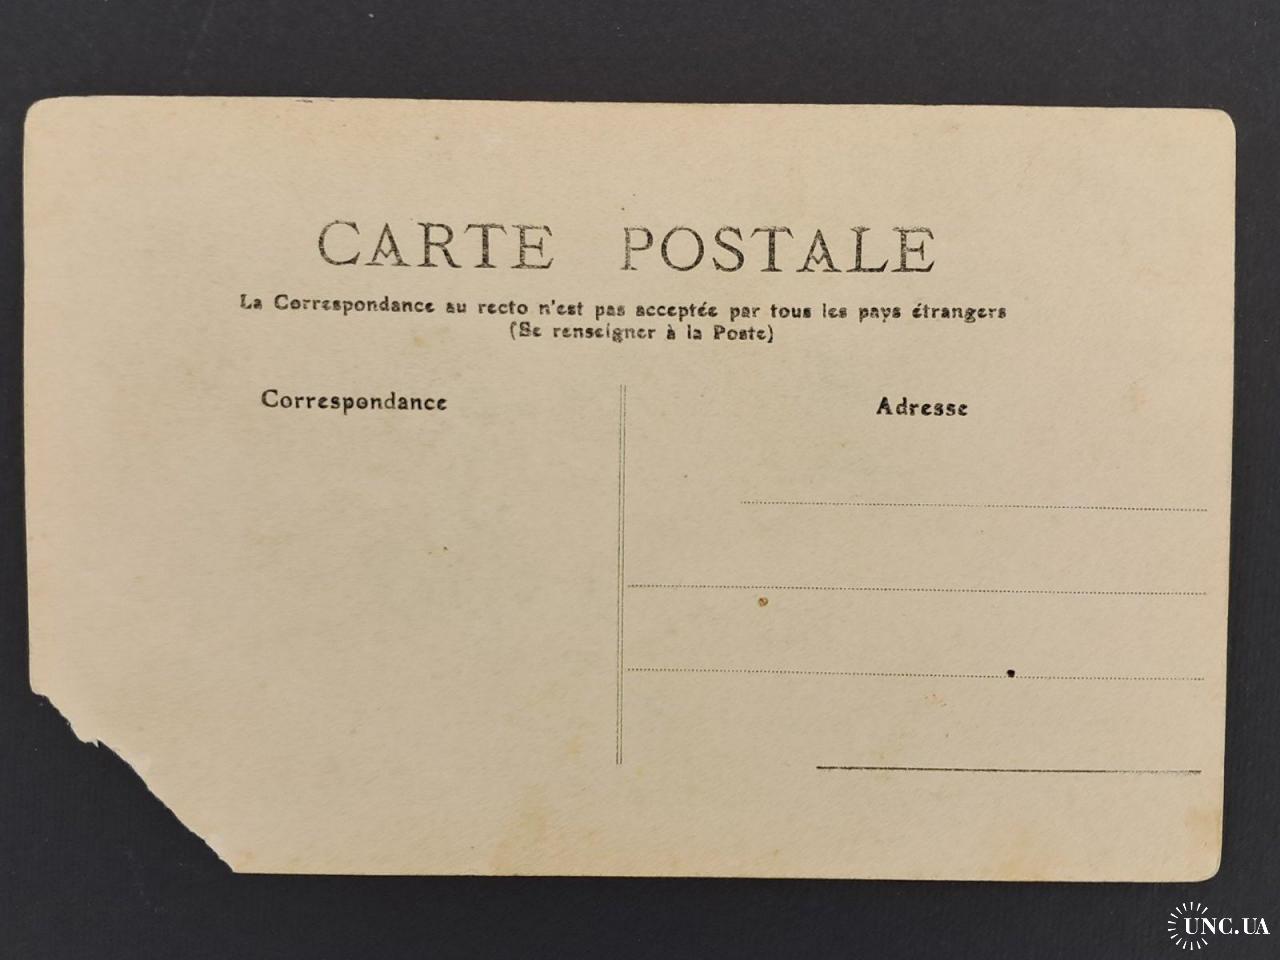 CARTE POSTALE
La Correspondance au recto n'est pas acceptée par tous les pays étrangers
(Se renseigner à la Poste)
Correspondance
Adresse
UNC.UA